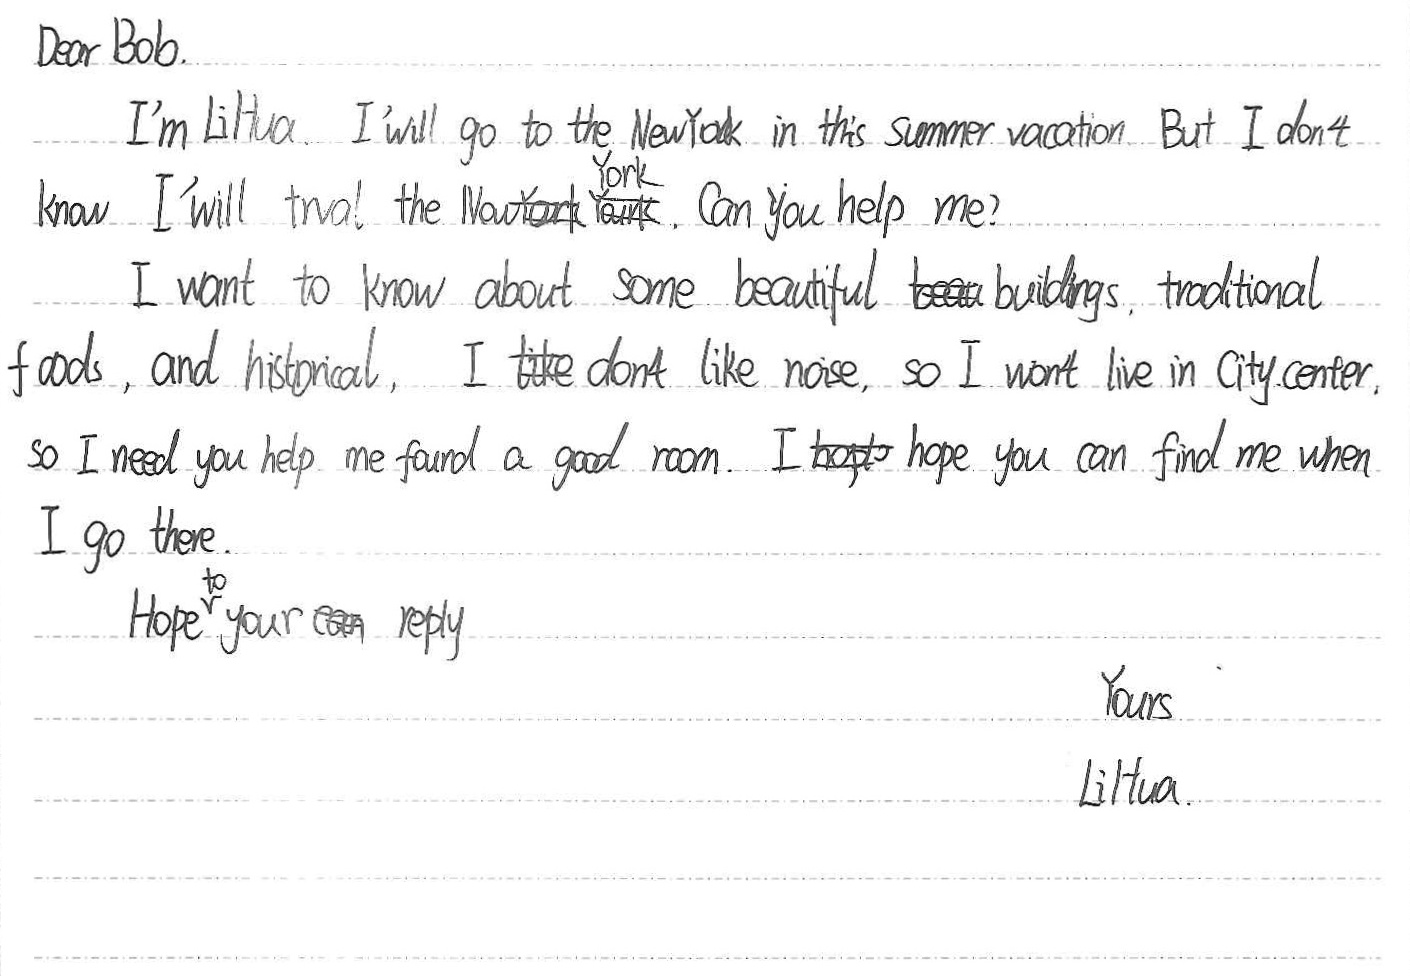 Dear Bob.
I'm LiHua. I'will go to the NewYork in this summer vacation. But I don't
know I'will trval the New York. Can you help me?
I want to know about some beautiful buildings, traditional
foods, and historical, I don't like noise, so I won't live in City center,
so I need you help me found a good room. I hope you can find me when
I go there.
Hope to your reply
Yours
LiHua.